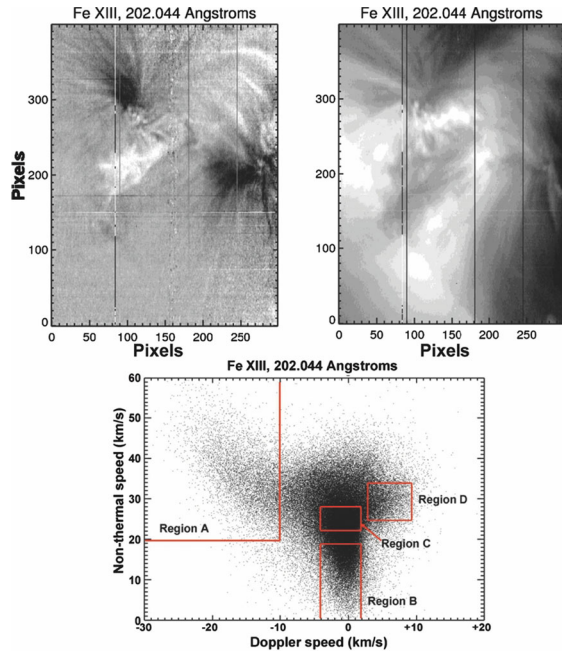 Fe XIII, 202.044 Angstroms
Fe XIII, 202.044 Angstroms
Pixels
300
200
100
0
0 50 100 150 200 250
Pixels
Pixels
300
200
100
0
0 50 100 150 200 250
Pixels
Fe XIII, 202.044 Angstroms
Non-thermal speed (km/s)
60
50
40
30
20
10
0
Region A
Region D
Region C
Region B
-30 -20 -10 0 +10 +20
Doppler speed (km/s)